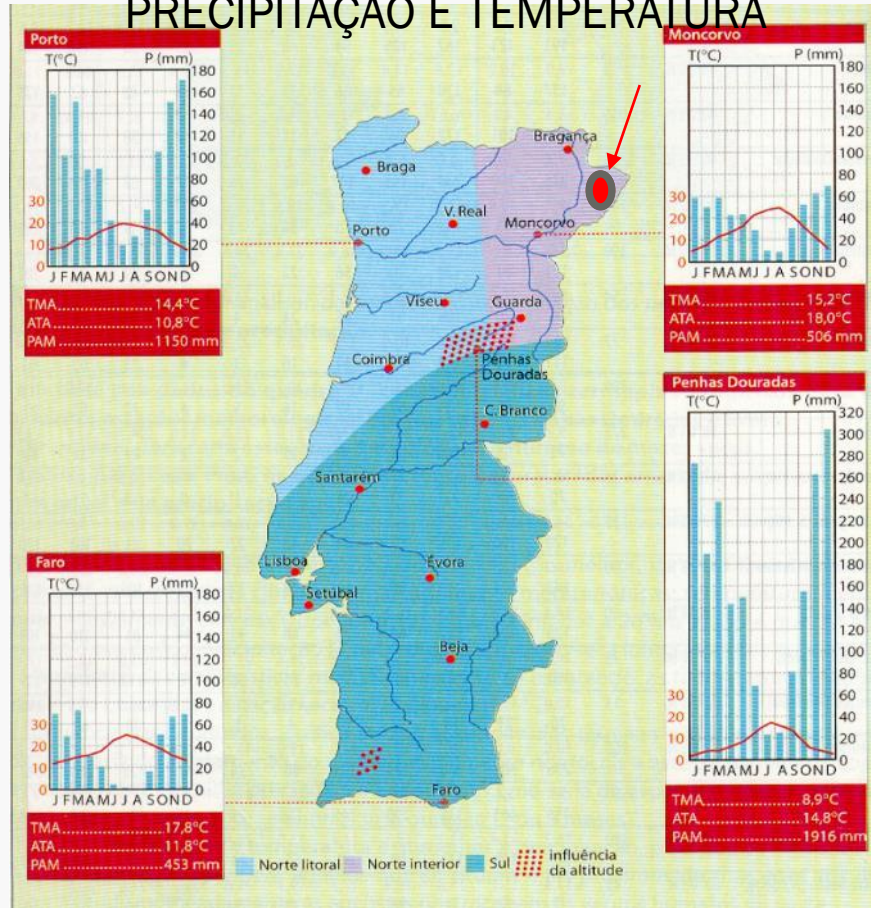 PRECIPITAÇÃO E TEMPERATURA
Porto
T(°C) P (mm)
180
160
140
120
100
80
60
40
20
0
30
20
10
0
J F M A M J J A S O N D
TMA 14,4°C
ATA 10,8°C
PAM 1150 mm
Moncorvo
T(°C) P (mm)
180
160
140
120
100
80
60
40
20
0
30
20
10
0
J F M A M J J A S O N D
TMA 15,2°C
ATA 18,0°C
PAM 506 mm
Bragança
Braga
V. Real
Porto
Moncorvo
Viseu
Guarda
Coimbra
Penhas
Douradas
C. Branco
Santarém
Lisboa
Évora
Setúbal
Beja
Faro
Penhas Douradas
T(°C) P (mm)
320
300
280
260
240
220
200
180
160
140
120
100
80
60
40
20
0
30
20
10
0
J F M A M J J A S O N D
TMA 8,9°C
ATA 14,8°C
PAM 1916 mm
Faro
T(°C) P (mm)
180
160
140
120
100
80
60
40
20
0
30
20
10
0
J F M A M J J A S O N D
TMA 17,8°C
ATA 11,8°C
PAM 453 mm
Norte litoral Norte interior Sul influência
da altitude